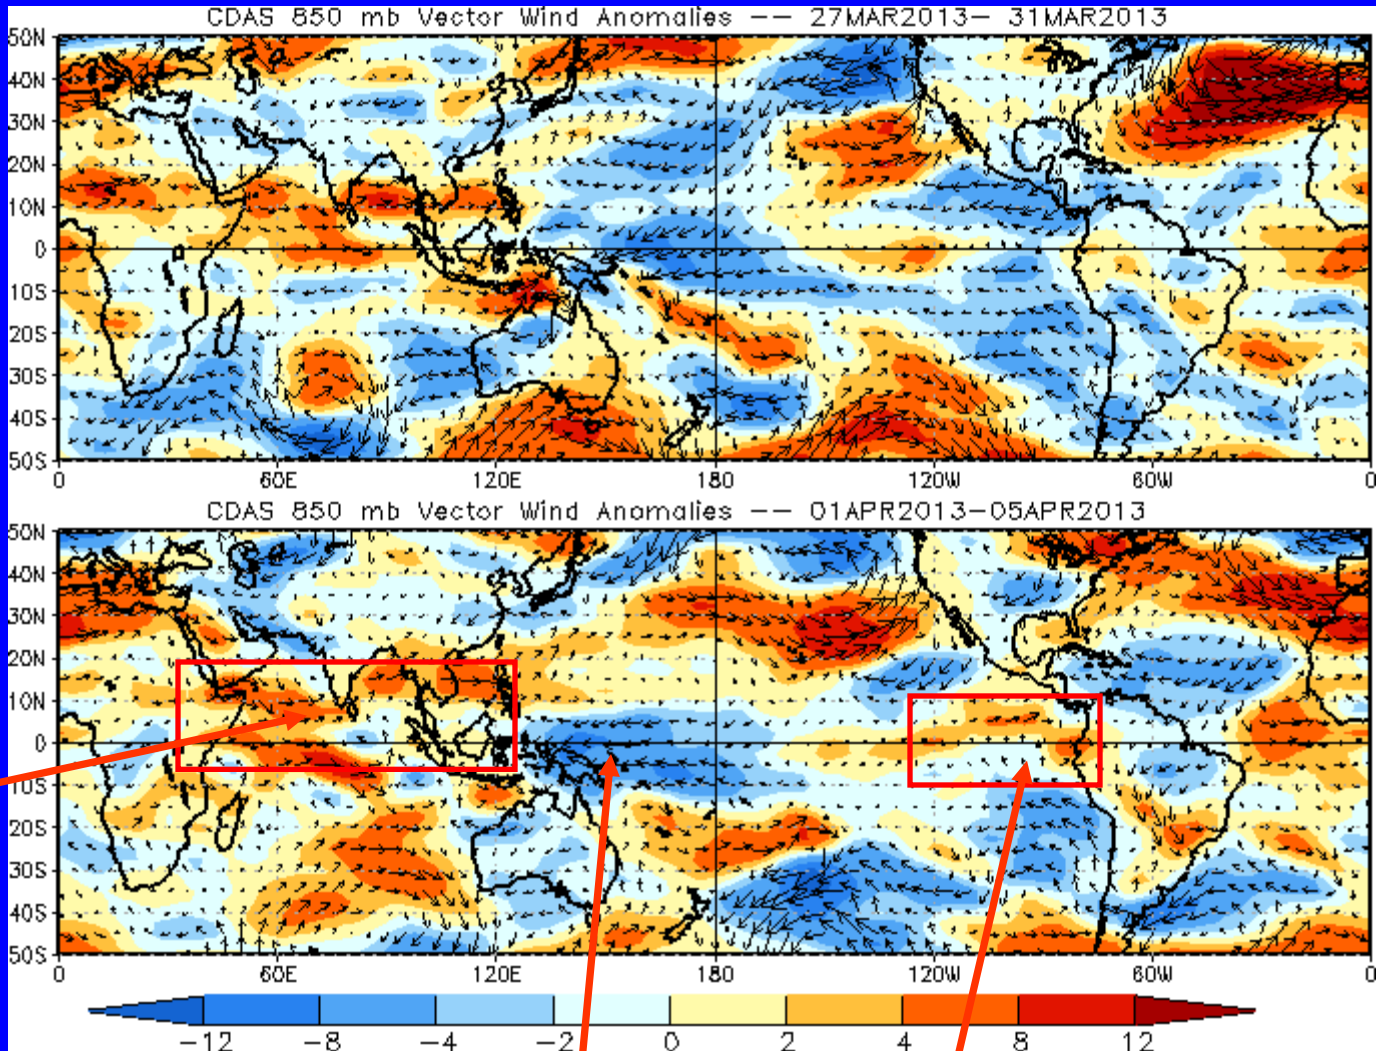 CDAS 850 mb Vector Wind Anomalies -- 27MAR2013- 31MAR2013
50N
40N
30N
20N
10N
0
10S
20S
30S
40S
50S
0 60E 120E 180 120W 60W 0
CDAS 850 mb Vector Wind Anomalies -- 01APR2013-05APR2013
50N
40N
30N
20N
10N
0
10S
20S
30S
40S
50S
0 60E 120E 180 120W 60W 0
-12 -8 -4 -2 0 2 4 8 12